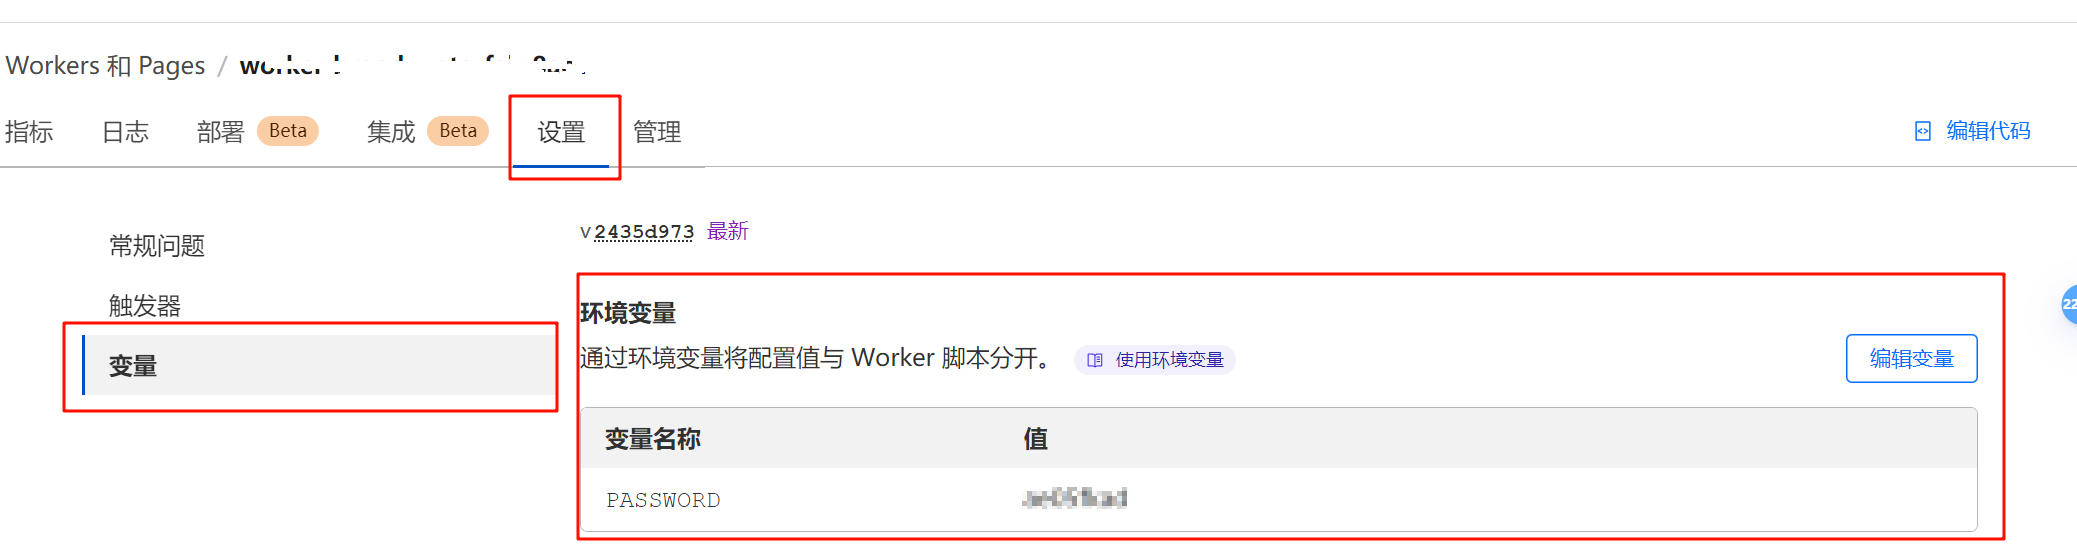 Workers 和 Pages /
指标 日志 部署 Beta 集成 Beta 设置 管理 编辑代码
常规问题
触发器
变量
v2435d973 最新
环境变量
通过环境变量将配置值与 Worker 脚本分开。 使用环境变量 编辑变量
变量名称 值
PASSWORD
22